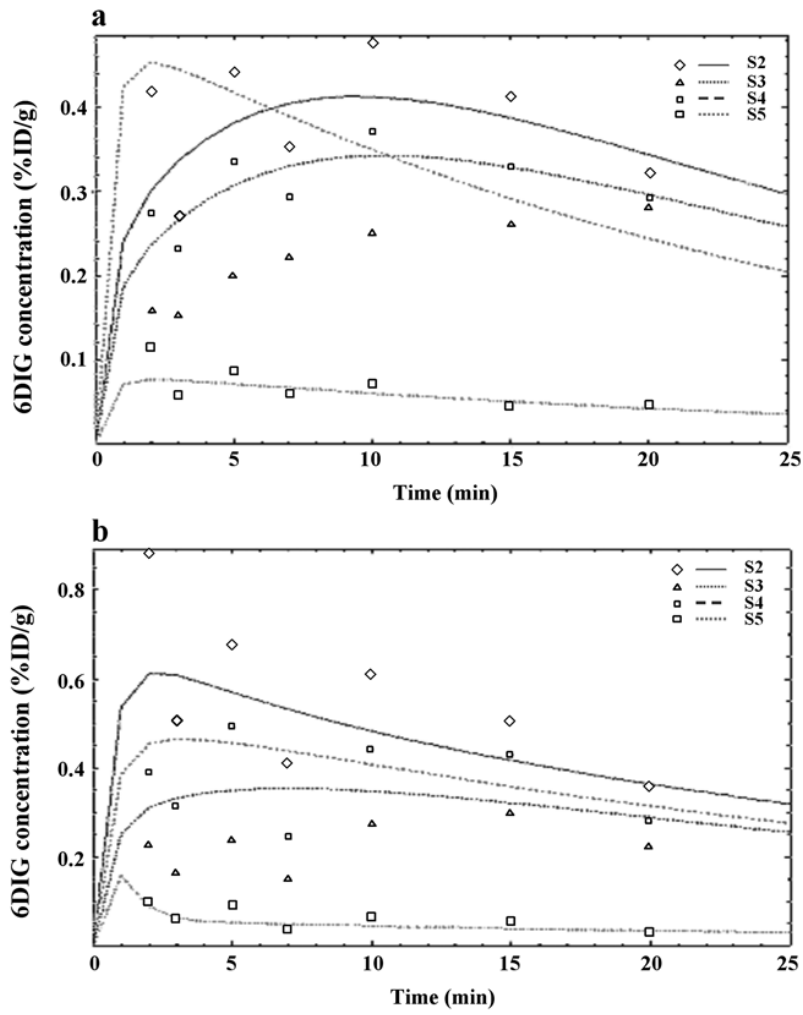 a
6DIG concentration (%ID/g)
0.4
0.3
0.2
0.1
S2
S3
S4
S5
0 5 10 15 20 25
Time (min)
b
6DIG concentration (%ID/g)
0.8
0.6
0.4
0.2
S2
S3
S4
S5
0 5 10 15 20 25
Time (min)